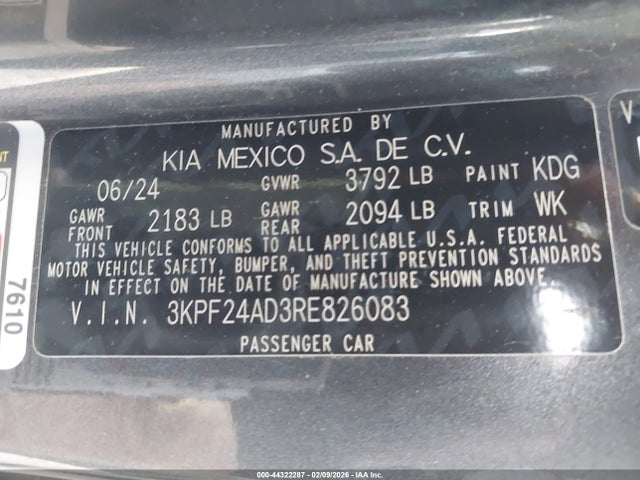 MANUFACTURED BY
KIA MEXICO S.A. DE C.V.
06/24 GVWR 3792 LB PAINT KDG
GAWR FRONT 2183 LB GAWR REAR 2094 LB TRIM WK
THIS VEHICLE CONFORMS TO ALL APPLICABLE U.S.A. FEDERAL
MOTOR VEHICLE SAFETY, BUMPER, AND THEFT PREVENTION STANDARDS
IN EFFECT ON THE DATE OF MANUFACTURE SHOWN ABOVE.
V.I.N. 3KPF24AD3RE826083
PASSENGER CAR
7610
000-44322287 - 02/09/2026 - IAA Inc.